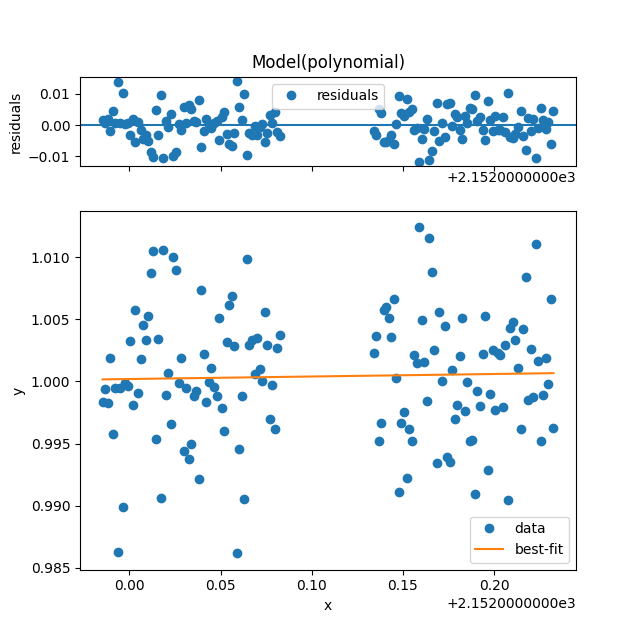 Model(polynomial)
residuals
0.01
0.00
−0.01
residuals
+2.1520000000e3
y
1.010
1.005
1.000
0.995
0.990
0.985
data
best-fit
0.00
0.05
0.10
0.15
0.20
x
+2.1520000000e3